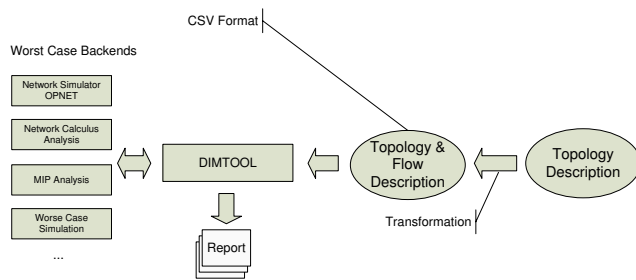 CSV Format
Worst Case Backends
Network Simulator
OPNET
Network Calculus
Analysis
MIP Analysis
Worse Case
Simulation
...
DIMTOOL
Report
Topology &
Flow
Description
Topology
Description
Transformation